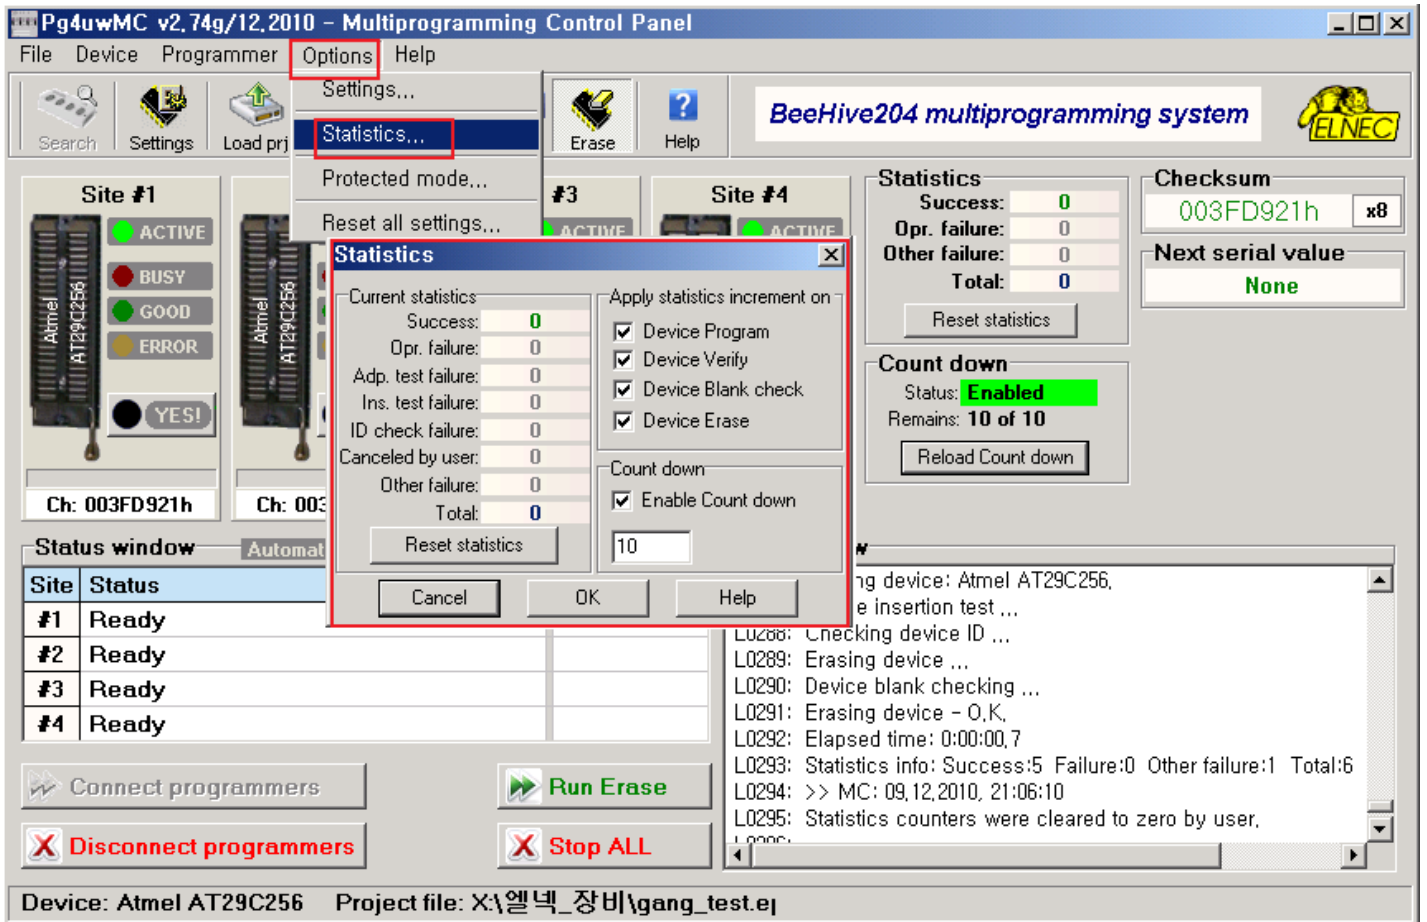 Pg4uwMC v2.74g/12.2010 - Multiprogramming Control Panel
File Device Programmer Options Help
Search
Settings
Load prj
Settings...
Statistics...
Protected mode...
Reset all settings...
Erase
Help
BeeHive204 multiprogramming system
ELNEC
Site #1
ACTIVE
BUSY
GOOD
ERROR
YES!
Atmel
AT29C256
Ch: 003FD921h
Atmel
AT29C256
Ch: 003
#3
ACTIVE
Site #4
ACTIVE
Statistics
Success: 0
Opr. failure: 0
Other failure: 0
Total: 0
Reset statistics
Checksum
003FD921h x8
Next serial value
None
Count down
Status: Enabled
Remains: 10 of 10
Reload Count down
Statistics
Current statistics
Success: 0
Opr. failure: 0
Adp. test failure: 0
Ins. test failure: 0
ID check failure: 0
Canceled by user: 0
Other failure: 0
Total: 0
Reset statistics
Apply statistics increment on
Device Program
Device Verify
Device Blank check
Device Erase
Count down
Enable Count down
10
Cancel
OK
Help
Status window Automat
Site Status
#1 Ready
#2 Ready
#3 Ready
#4 Ready
w
ng device: Atmel AT29C256.
e insertion test ...
L0288: Checking device ID ...
L0289: Erasing device ...
L0290: Device blank checking ...
L0291: Erasing device - O.K.
L0292: Elapsed time: 0:00:00.7
L0293: Statistics info: Success:5 Failure:0 Other failure:1 Total:6
L0294: >> MC: 09.12.2010, 21:06:10
L0295: Statistics counters were cleared to zero by user.
L0296:
Connect programmers
Run Erase
Disconnect programmers
Stop ALL
Device: Atmel AT29C256 Project file: X:\엘넥_장비\gang_test.ep